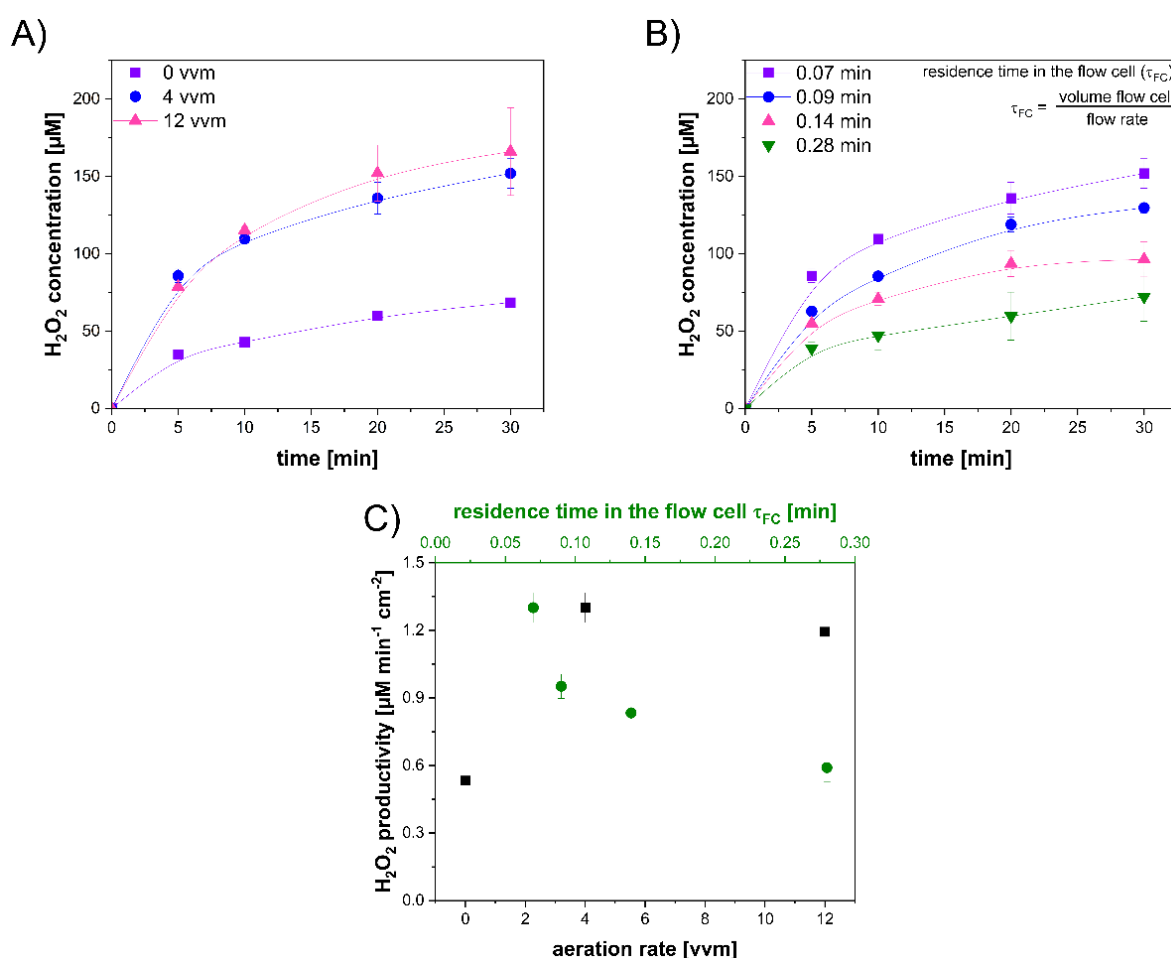 A)
0 vvm
4 vvm
12 vvm
H₂O₂ concentration [µM]
200
150
100
50
0
0 5 10 15 20 25 30
time [min]
B)
0.07 min
0.09 min
0.14 min
0.28 min
residence time in the flow cell (τFC)
τFC = volume flow cell
flow rate
H₂O₂ concentration [µM]
200
150
100
50
0
0 5 10 15 20 25 30
time [min]
C)
residence time in the flow cell τFC [min]
0.00 0.05 0.10 0.15 0.20 0.25 0.30
H₂O₂ productivity [µM min⁻¹ cm⁻²]
1.5
1.2
0.9
0.6
0.3
0.0
0 2 4 6 8 10 12
aeration rate [vvm]